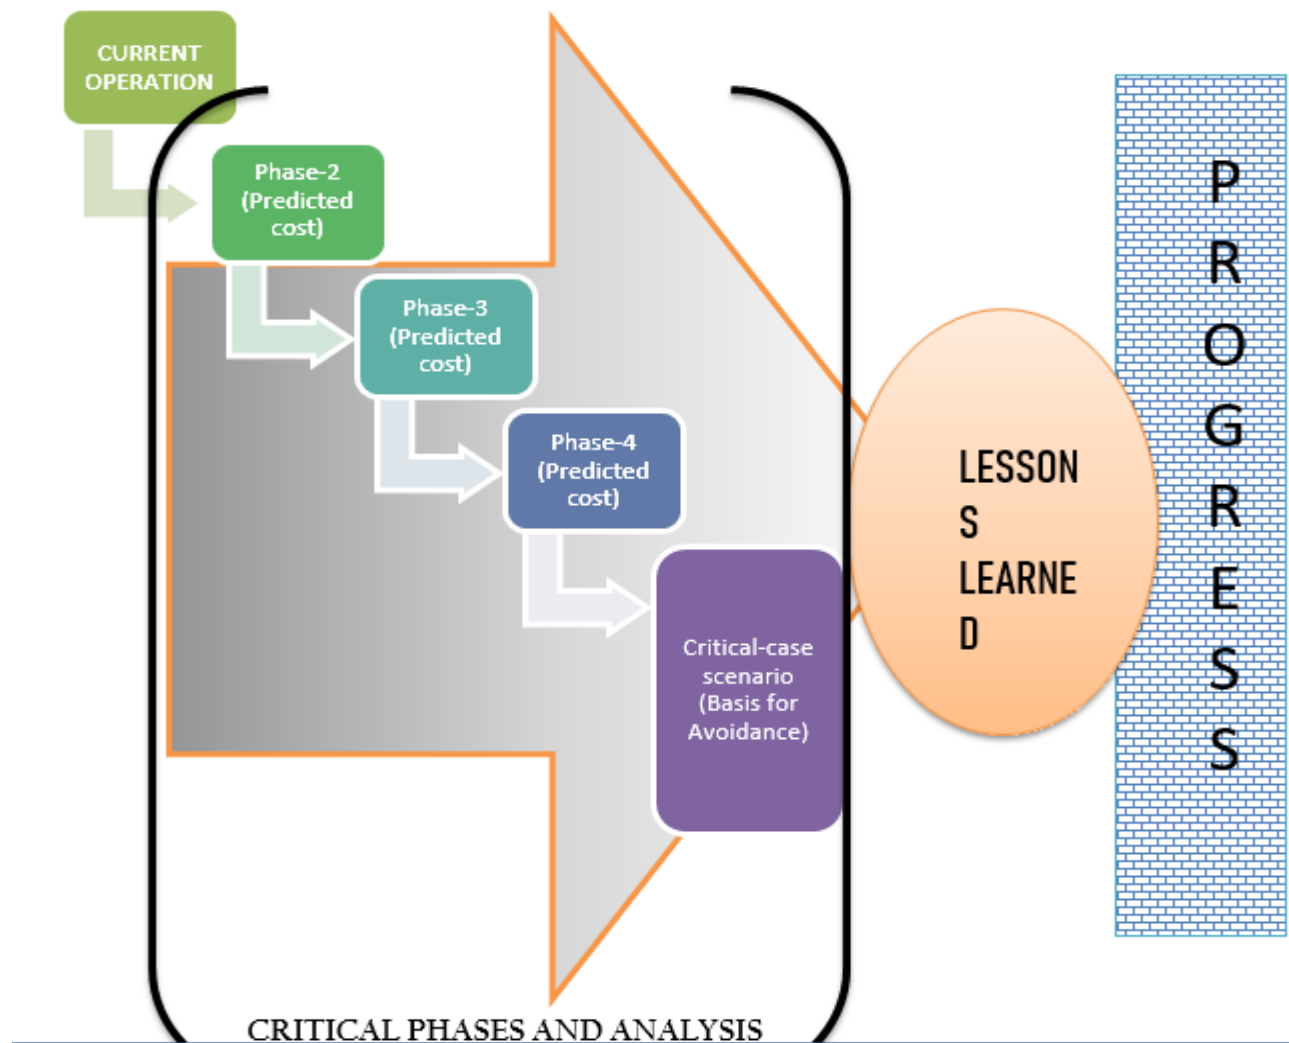 CURRENT
OPERATION
Phase-2
(Predicted
cost)
Phase-3
(Predicted
cost)
Phase-4
(Predicted
cost)
Critical-case
scenario
(Basis for
Avoidance)
LESSON
S
LEARNE
D
P
R
O
G
R
E
S
S
CRITICAL PHASES AND ANALYSIS